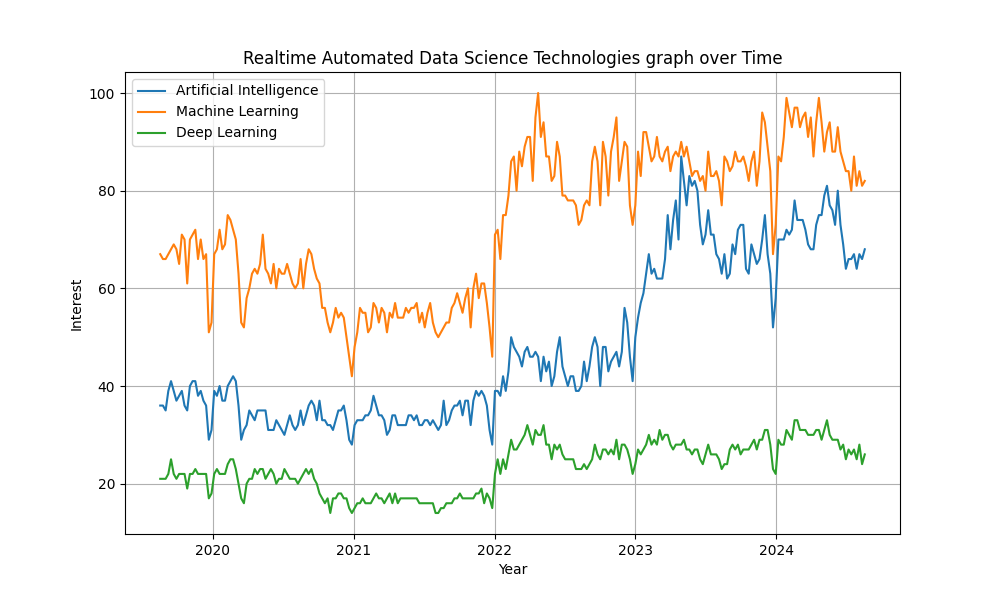 Realtime Automated Data Science Technologies graph over Time
Artificial Intelligence
Machine Learning
Deep Learning
100
80
60
40
20
Interest
2020 2021 2022 2023 2024
Year